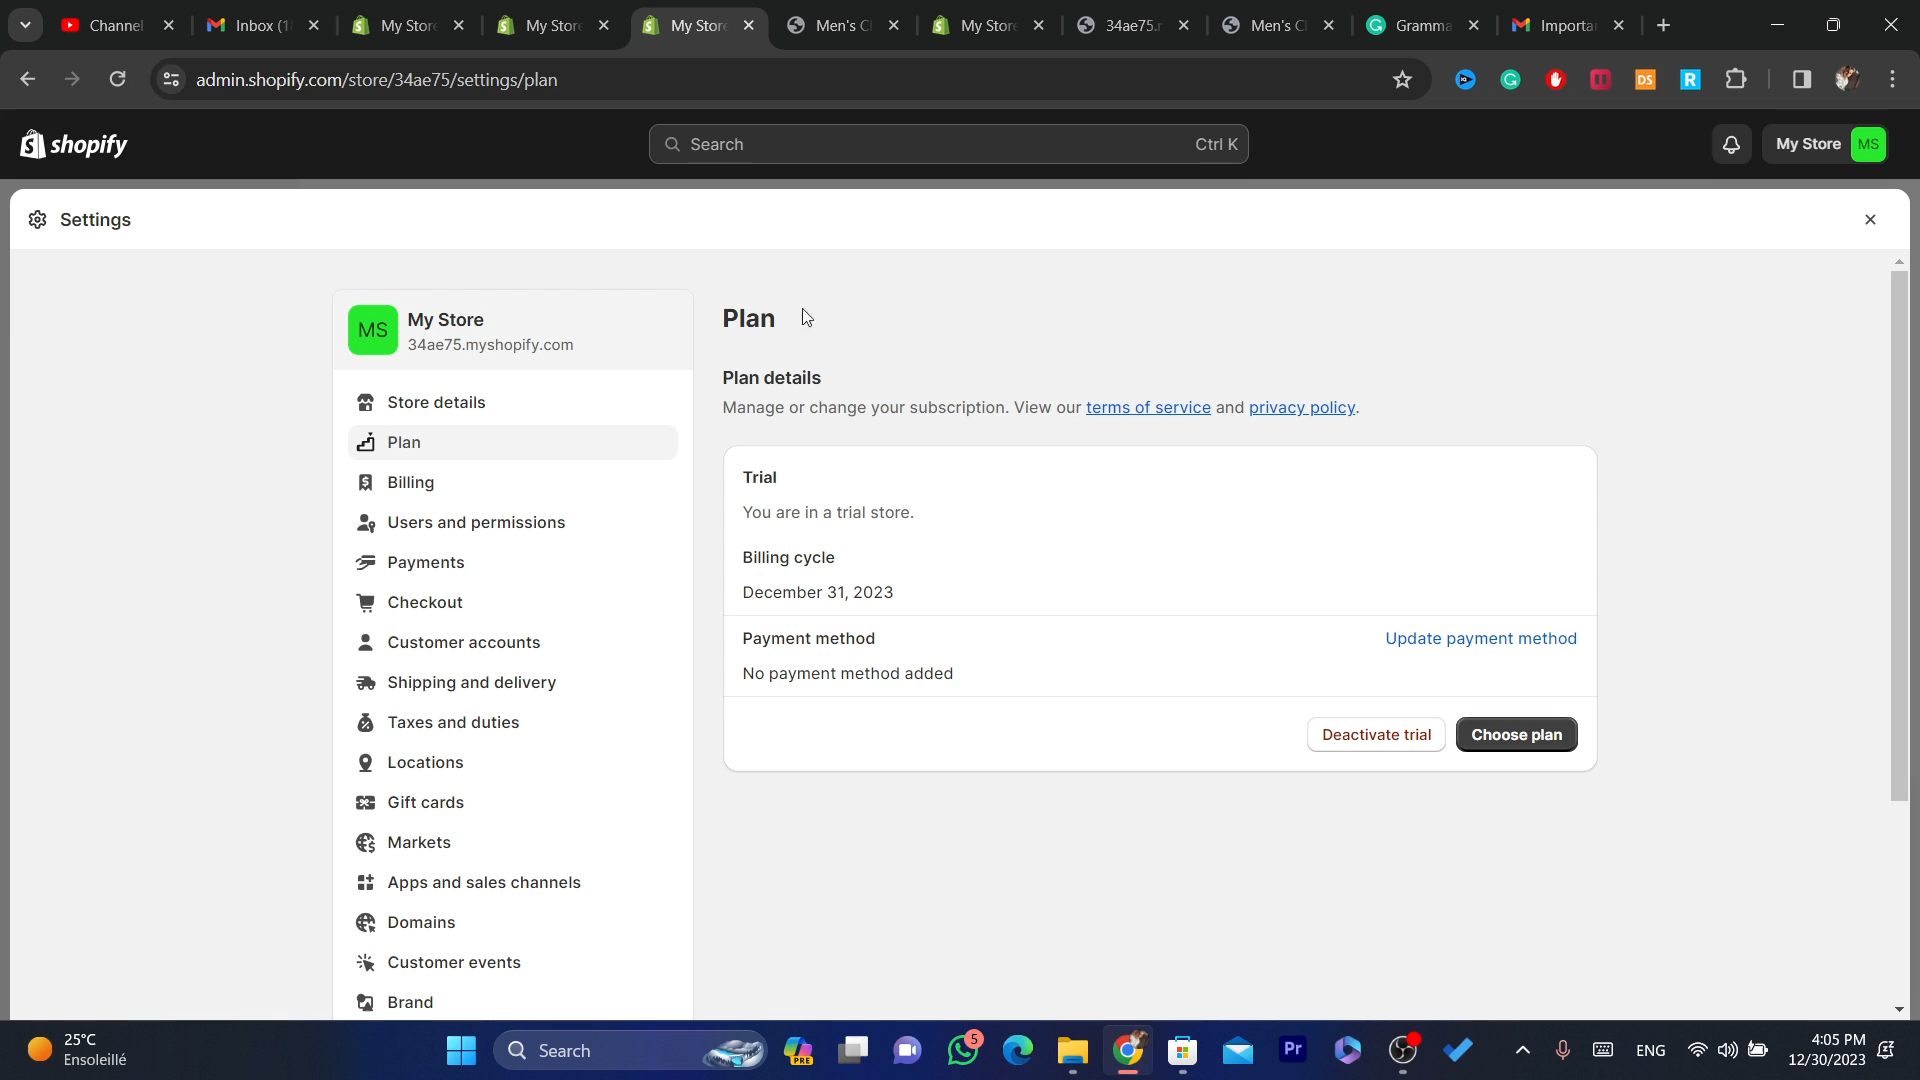 Channel
Inbox (1
My Store
My Store
My Store
Men's Cl
My Store
34ae75.r
Men's Cl
Gramma
Importa
admin.shopify.com/store/34ae75/settings/plan
shopify
Search
Ctrl K
My Store
MS
Settings
MS
My Store
34ae75.myshopify.com
Store details
Plan
Billing
Users and permissions
Payments
Checkout
Customer accounts
Shipping and delivery
Taxes and duties
Locations
Gift cards
Markets
Apps and sales channels
Domains
Customer events
Brand
Plan
Plan details
Manage or change your subscription. View our terms of service and privacy policy.
Trial
You are in a trial store.
Billing cycle
December 31, 2023
Payment method
Update payment method
No payment method added
Deactivate trial
Choose plan
25°C
Ensoleillé
Search
PRE
5
Pr
ENG
4:05 PM
12/30/2023